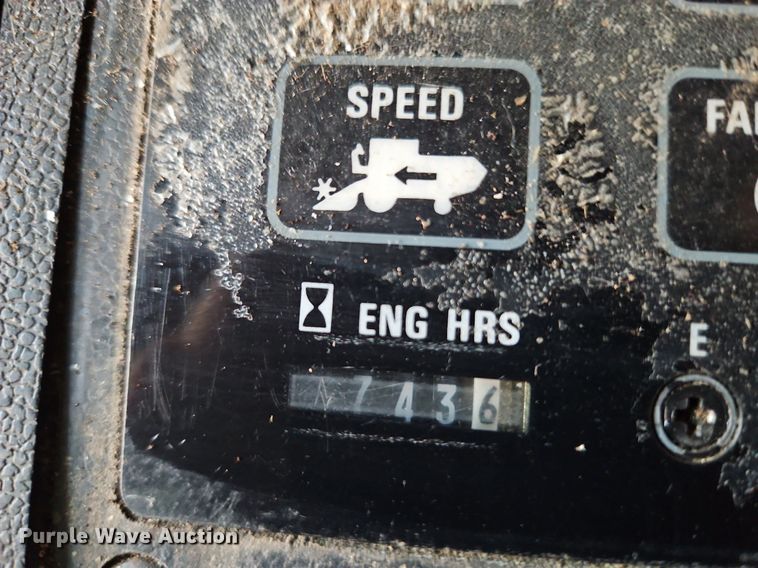 SPEED
FA
ENG HRS
E
7436
Purple Wave Auction